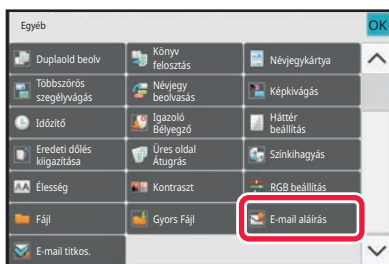 Egyéb
OK
Duplaold beolv
Könyv
felosztás
Névjegykártya
Többszörös
szegélyvágás
Névjegy
beolvasás
Képkivágás
Időzítő
Igazoló
Bélyegző
Háttér
beállítás
Eredeti dőlés
kiigazítása
Üres oldal
Átugrás
Színkihagyás
AA Élesség
Kontraszt
RGB beállítás
Fájl
Gyors Fájl
E-mail aláírás
E-mail titkos.